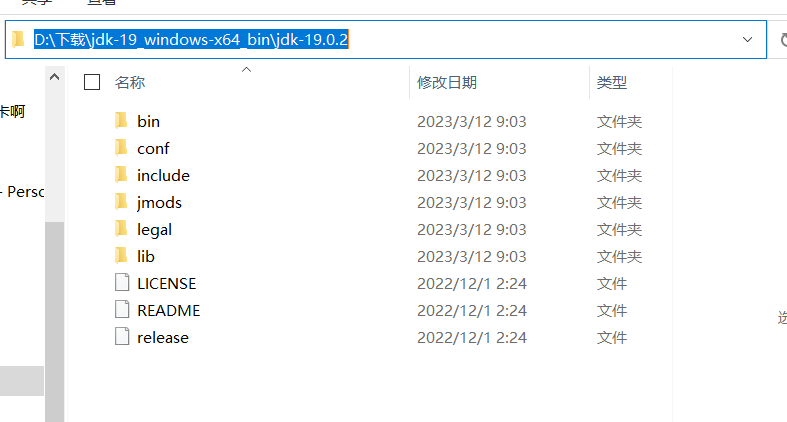 D:\下载\jdk-19_windows-x64_bin\jdk-19.0.2
名称 修改日期 类型
卡啊
bin 2023/3/12 9:03 文件夹
conf 2023/3/12 9:03 文件夹
include 2023/3/12 9:03 文件夹
- Perso
jmods 2023/3/12 9:03 文件夹
legal 2023/3/12 9:03 文件夹
lib 2023/3/12 9:03 文件夹
LICENSE 2022/12/1 2:24 文件
README 2022/12/1 2:24 文件
选
release 2022/12/1 2:24 文件